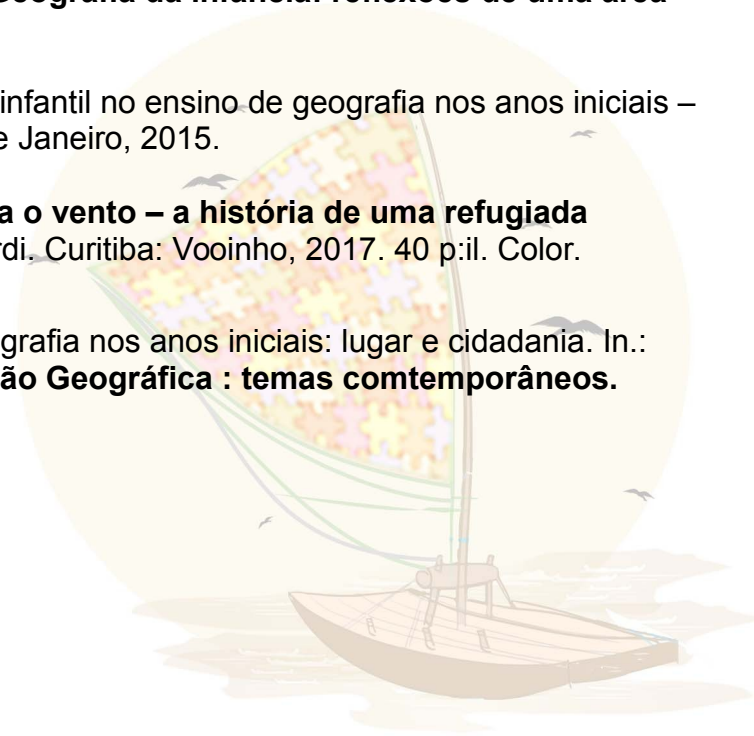 Geografia da infância: reflexões de uma área
infantil no ensino de geografia nos anos iniciais –
e Janeiro, 2015.
a o vento – a história de uma refugiada
rdi. Curitiba: Vooinho, 2017. 40 p:il. Color.
grafia nos anos iniciais: lugar e cidadania. In.:
ão Geográfica : temas comtemporâneos.